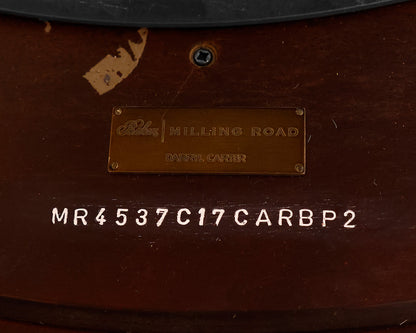 Baker | MILLING ROAD
DARRYL CARTER
MR4537C17CARBP2